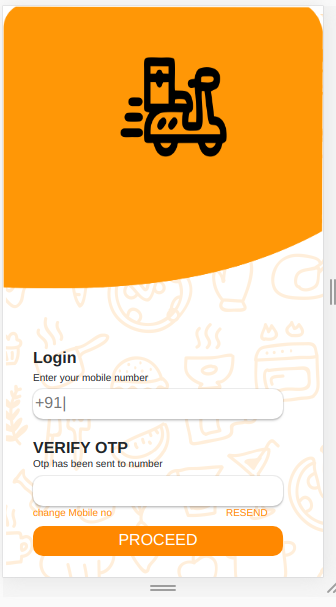 Login
Enter your mobile number
+91|
VERIFY OTP
Otp has been sent to number
change Mobile no RESEND
PROCEED